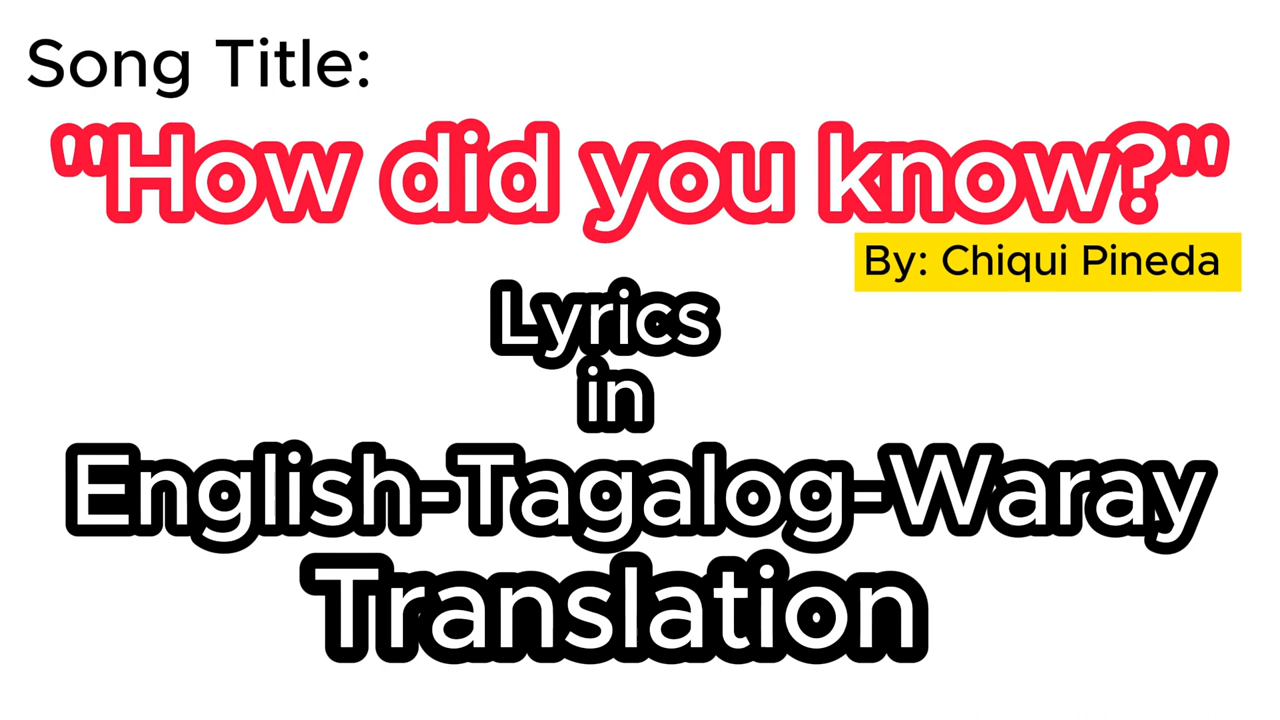 Song Title:
"How did you know?"
By: Chiqui Pineda
Lyrics
in
English-Tagalog-Waray
Translation